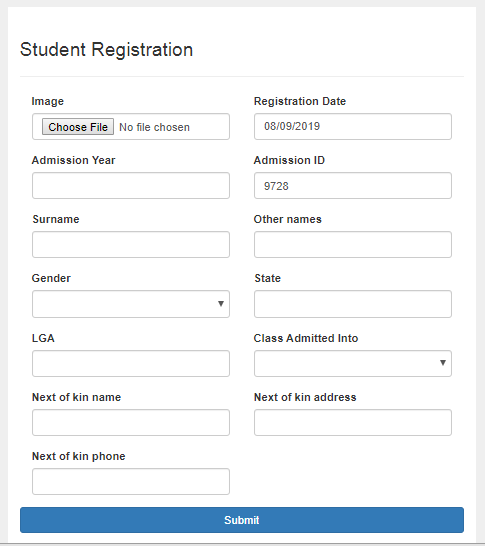 Student Registration
Image Registration Date
Choose File No file chosen 08/09/2019
Admission Year Admission ID
9728
Surname Other names
Gender State
LGA Class Admitted Into
Next of kin name Next of kin address
Next of kin phone
Submit